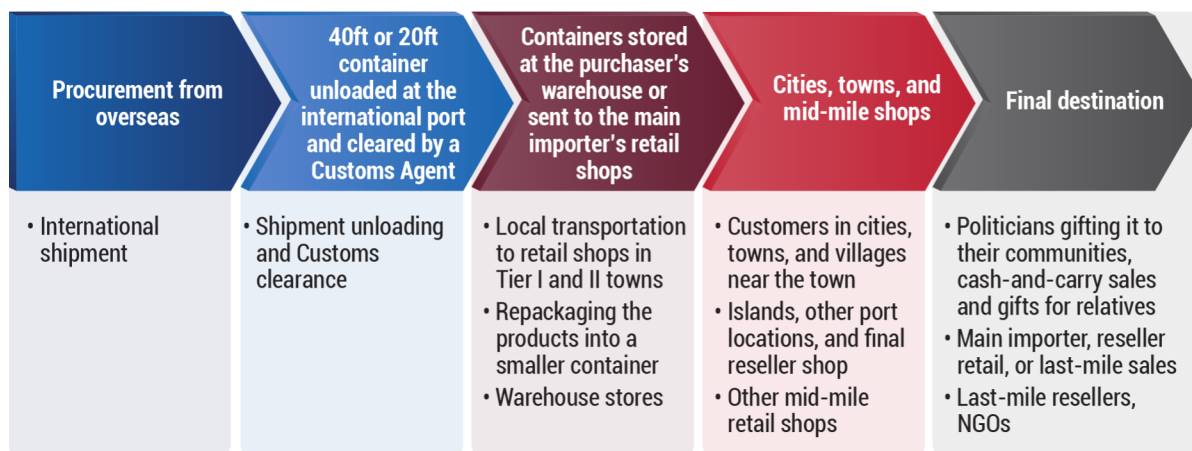 Procurement from
overseas
40ft or 20ft
container
unloaded at the
international port
and cleared by a
Customs Agent
Containers stored
at the purchaser's
warehouse or
sent to the main
importer's retail
shops
Cities, towns, and
mid-mile shops
Final destination
• International
shipment
• Shipment unloading
and Customs
clearance
• Local transportation
to retail shops in
Tier I and II towns
• Repackaging the
products into a
smaller container
• Warehouse stores
• Customers in cities,
towns, and villages
near the town
• Islands, other port
locations, and final
reseller shop
• Other mid-mile
retail shops
• Politicians gifting it to
their communities,
cash-and-carry sales
and gifts for relatives
• Main importer, reseller
retail, or last-mile sales
• Last-mile resellers,
NGOs